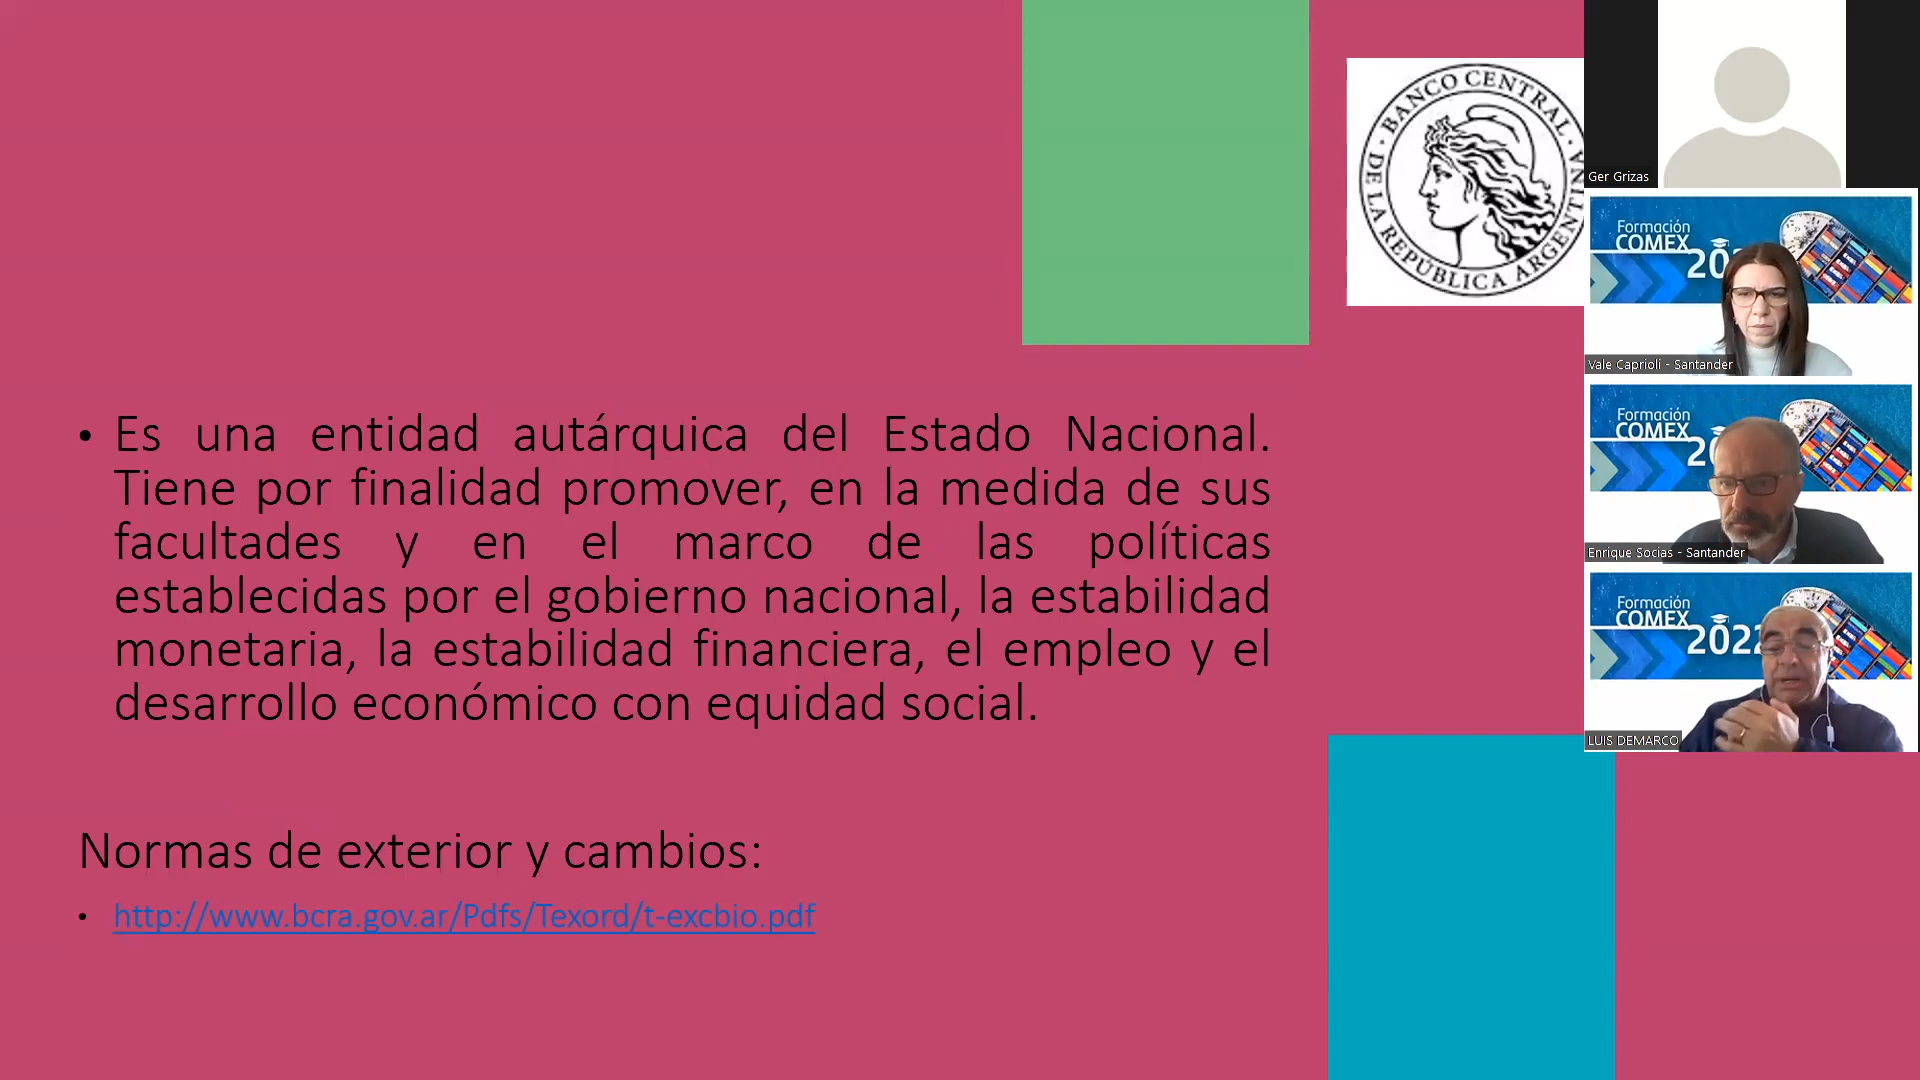 BANCO CENTRAL
DE LA REPÚBLICA ARGENTINA
• Es una entidad autárquica del Estado Nacional.
Tiene por finalidad promover, en la medida de sus
facultades y en el marco de las políticas
establecidas por el gobierno nacional, la estabilidad
monetaria, la estabilidad financiera, el empleo y el
desarrollo económico con equidad social.
Normas de exterior y cambios:
• http://www.bcra.gov.ar/Pdfs/Texord/t-excbio.pdf
Ger Grizas
Formación
COMEX
Vale Caprioli - Santander
Formación
COMEX
Enrique Socias - Santander
Formación
COMEX
2022
LUIS DEMARCO